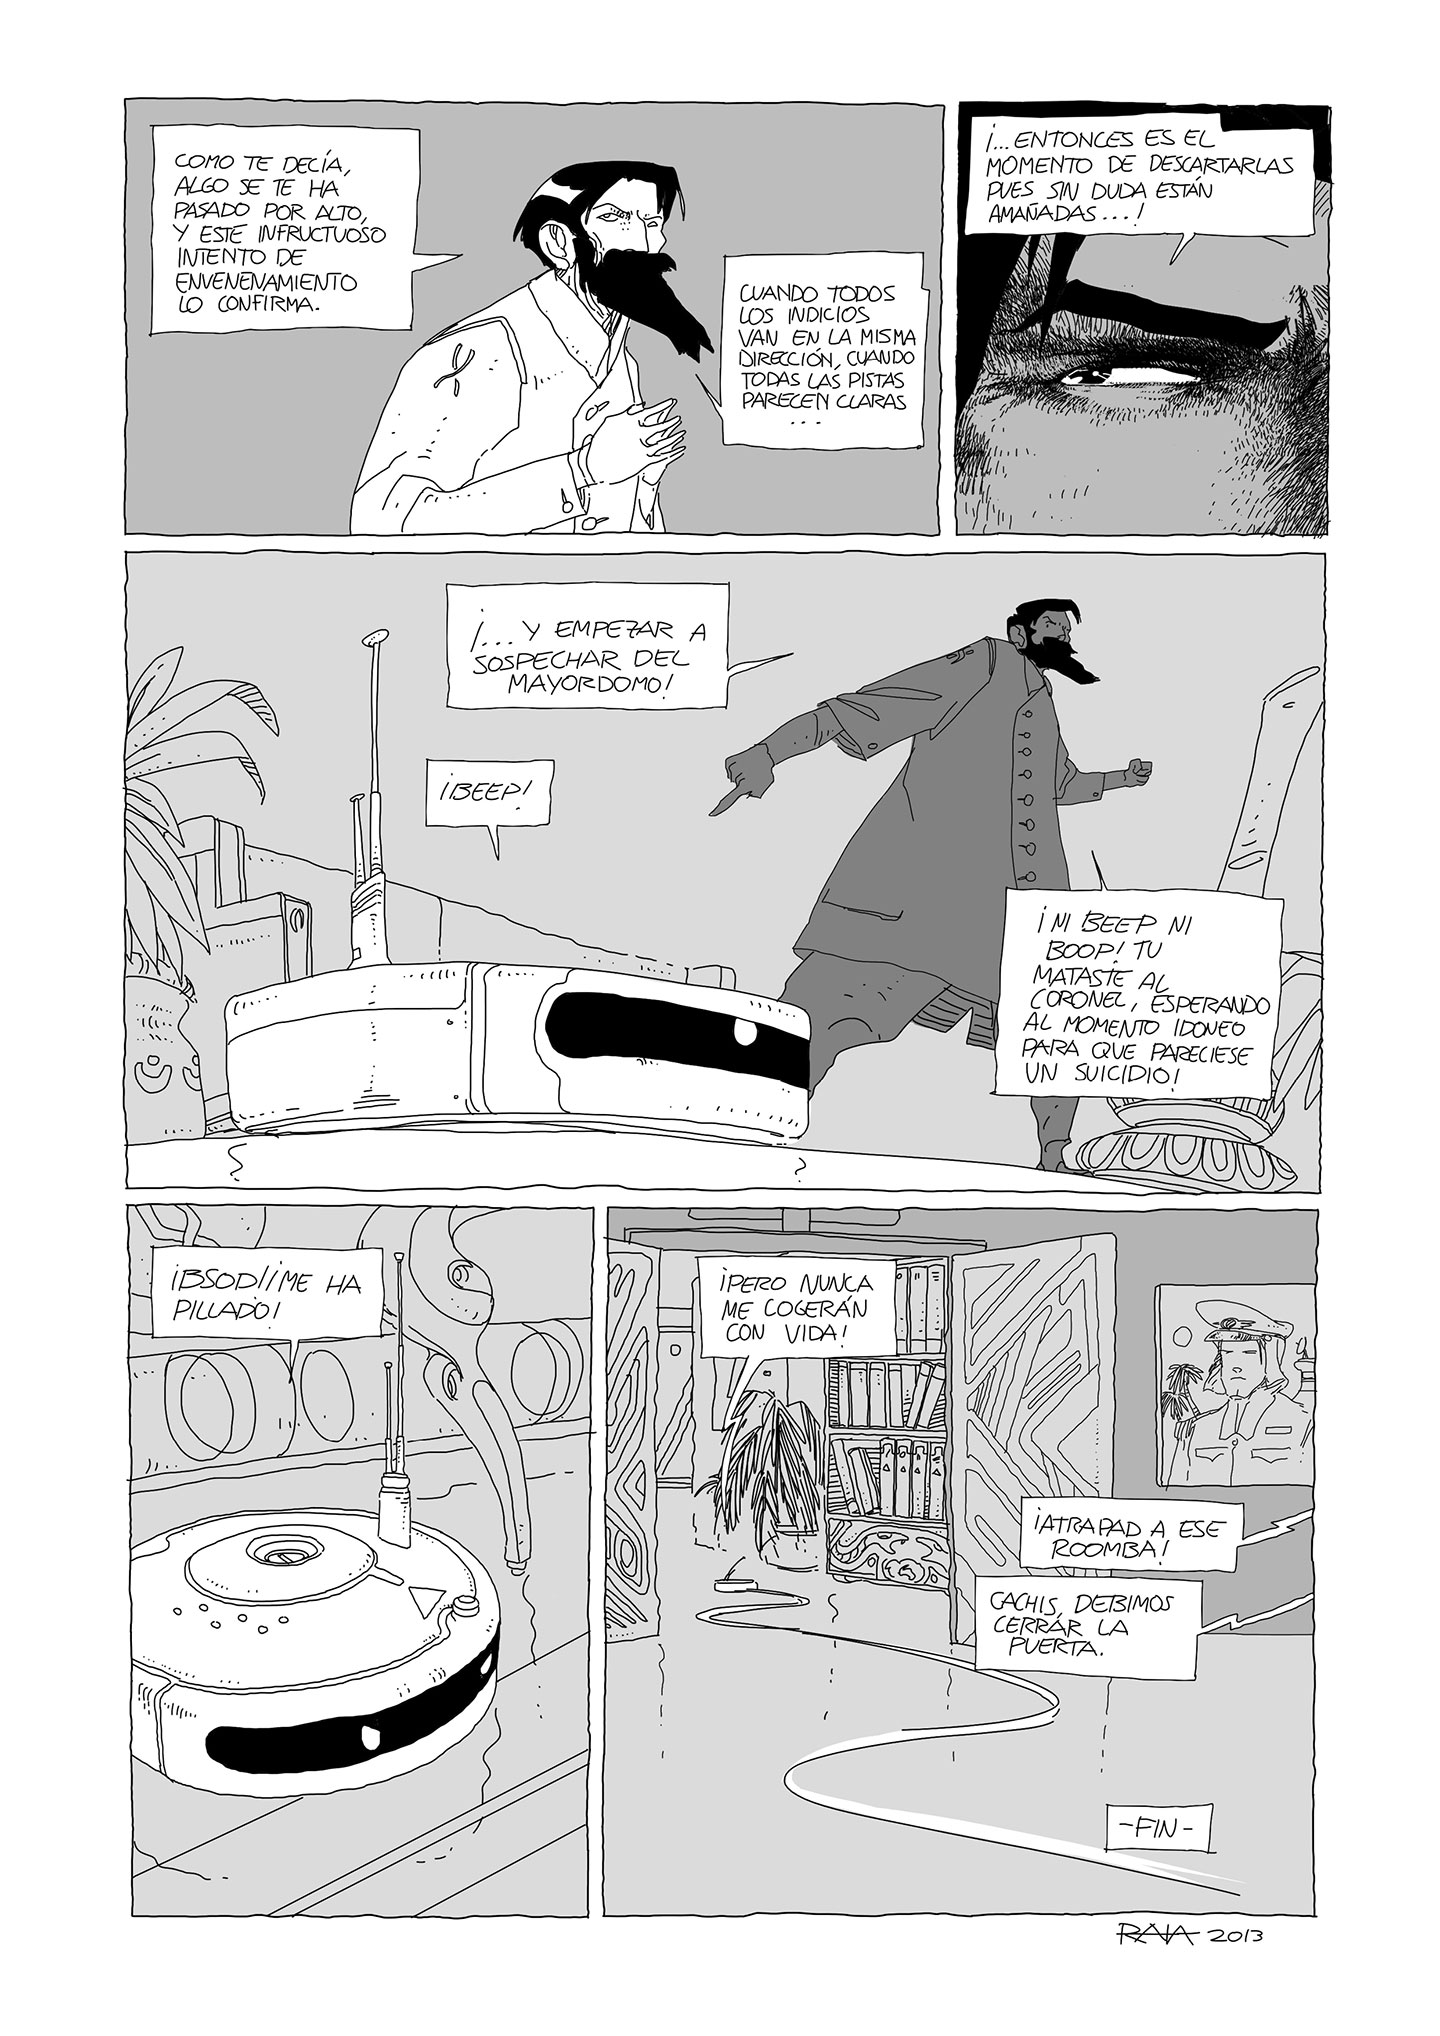 COMO TE DECÍA,
ALGO SE TE HA
PASADO POR ALTO,
Y ESTE INFRUCTUOSO
INTENTO DE
ENVENENAMIENTO
LO CONFIRMA.
CUANDO TODOS
LOS INDICIOS
VAN EN LA MISMA
DIRECCIÓN, CUANDO
TODAS LAS PISTAS
PARECEN CLARAS
...
¡...ENTONCES ES EL
MOMENTO DE DESCARTARLAS
PUES SIN DUDA ESTÁN
AMAÑADAS...!
¡...Y EMPEZAR A
SOSPECHAR DEL
MAYORDOMO!
¡BEEP!
¡NI BEEP NI
BOOP! TU
MATASTE AL
CORONEL, ESPERANDO
AL MOMENTO IDONEO
PARA QUE PARECIESE
UN SUICIDIO!
¡BSOD!¡ME HA
PILLADO!
¡PERO NUNCA
ME COGERÁN
CON VIDA!
¡ATRAPAD A ESE
ROOMBA!
CACHIS, DEBIMOS
CERRAR LA
PUERTA.
-FIN-
RAIA 2013